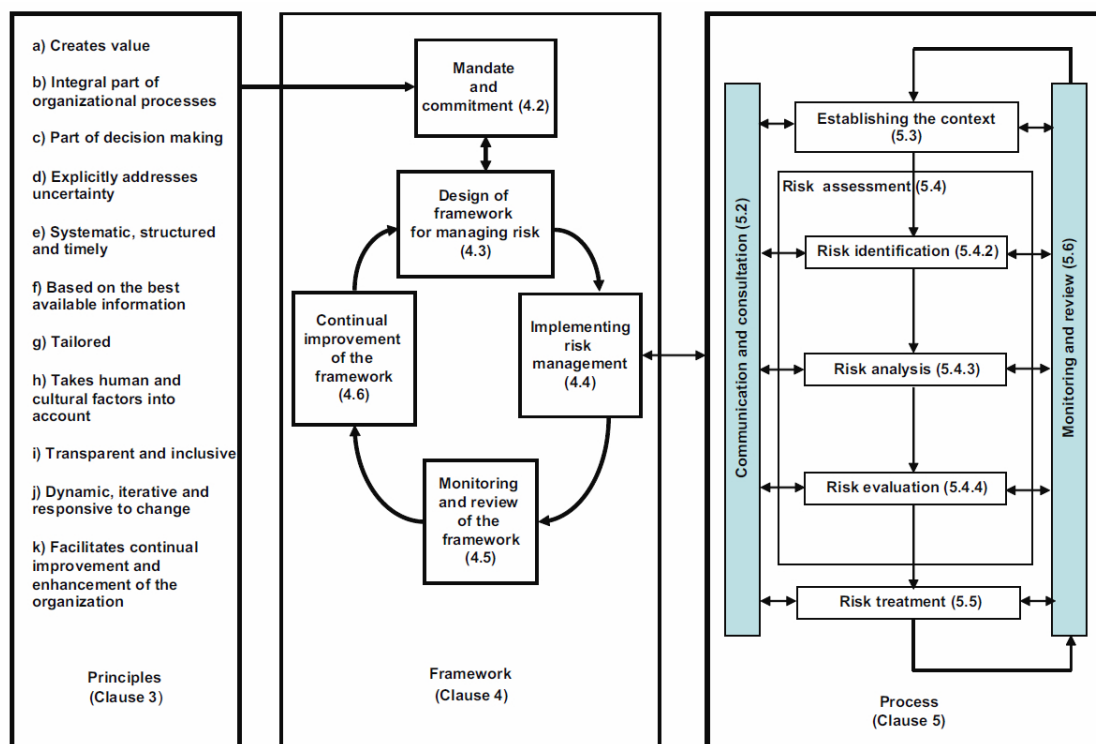 a) Creates value
b) Integral part of
organizational processes
c) Part of decision making
d) Explicitly addresses
uncertainty
e) Systematic, structured
and timely
f) Based on the best
available information
g) Tailored
h) Takes human and
cultural factors into
account
i) Transparent and inclusive
j) Dynamic, iterative and
responsive to change
k) Facilitates continual
improvement and
enhancement of the
organization
Principles
(Clause 3)
Mandate
and
commitment (4.2)
Design of
framework
for managing risk
(4.3)
Implementing
risk
management
(4.4)
Monitoring
and review
of the
framework
(4.5)
Continual
improvement
of the
framework
(4.6)
Framework
(Clause 4)
Communication and consultation (5.2)
Establishing the context
(5.3)
Risk assessment (5.4)
Risk identification (5.4.2)
Risk analysis (5.4.3)
Risk evaluation (5.4.4)
Risk treatment (5.5)
Monitoring and review (5.6)
Process
(Clause 5)